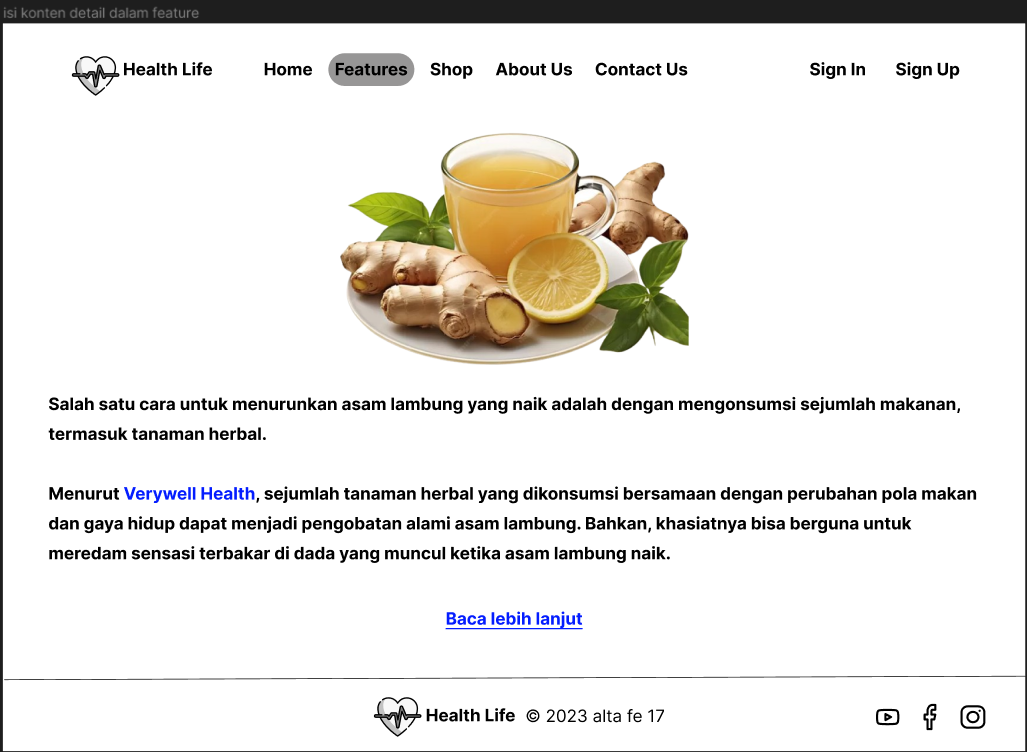 isi konten detail dalam feature
Health Life Home Features Shop About Us Contact Us Sign In Sign Up
Salah satu cara untuk menurunkan asam lambung yang naik adalah dengan mengonsumsi sejumlah makanan,
termasuk tanaman herbal.
Menurut Verywell Health, sejumlah tanaman herbal yang dikonsumsi bersamaan dengan perubahan pola makan
dan gaya hidup dapat menjadi pengobatan alami asam lambung. Bahkan, khasiatnya bisa berguna untuk
meredam sensasi terbakar di dada yang muncul ketika asam lambung naik.
Baca lebih lanjut
Health Life © 2023 alta fe 17